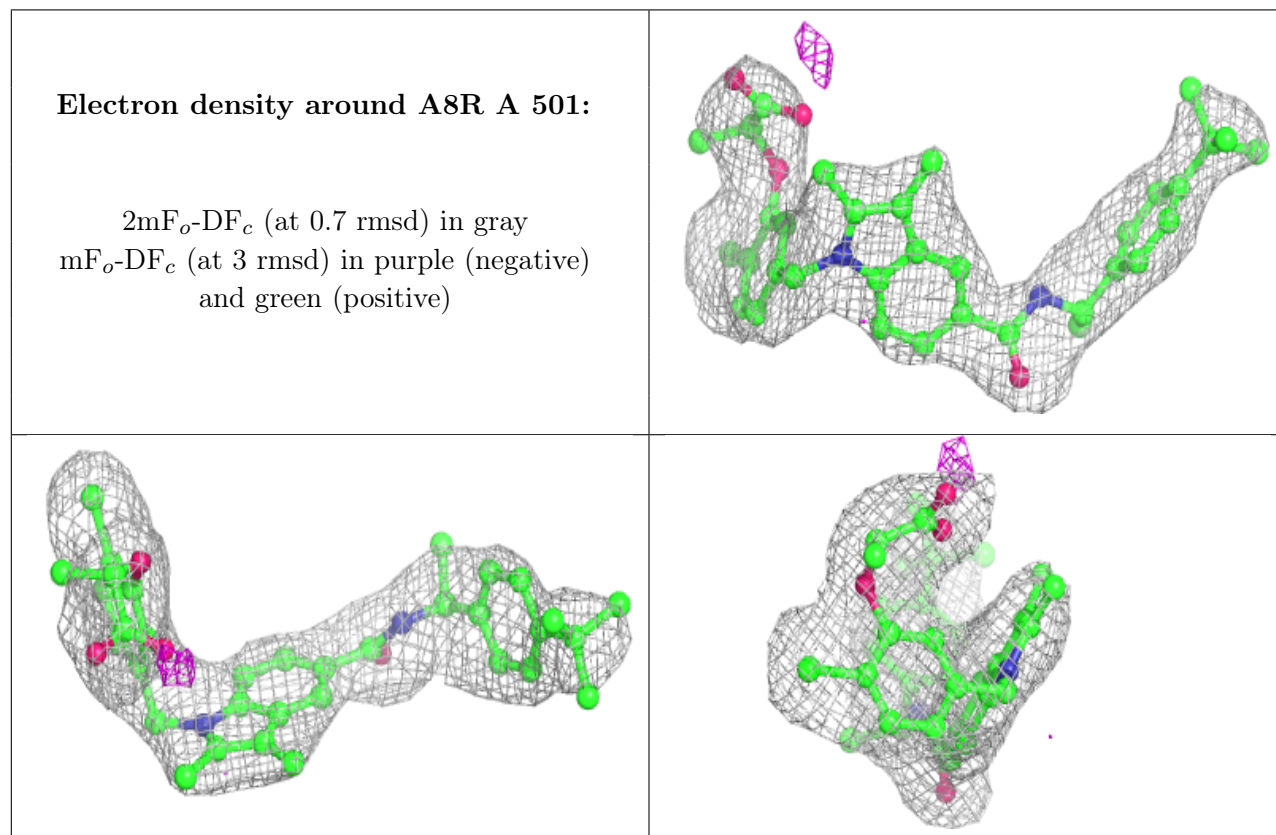 Electron density around A8R A 501:
2mFo-DFc (at 0.7 rmsd) in gray
mFo-DFc (at 3 rmsd) in purple (negative)
and green (positive)